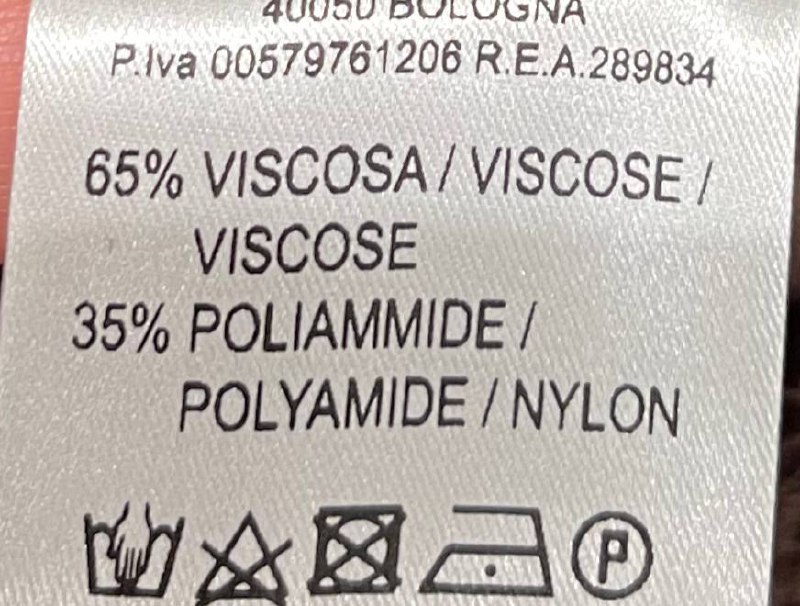 40050 BOLOGNA
P.Iva 00579761206 R.E.A.289834
65% VISCOSA / VISCOSE /
VISCOSE
35% POLIAMMIDE /
POLYAMIDE / NYLON
P